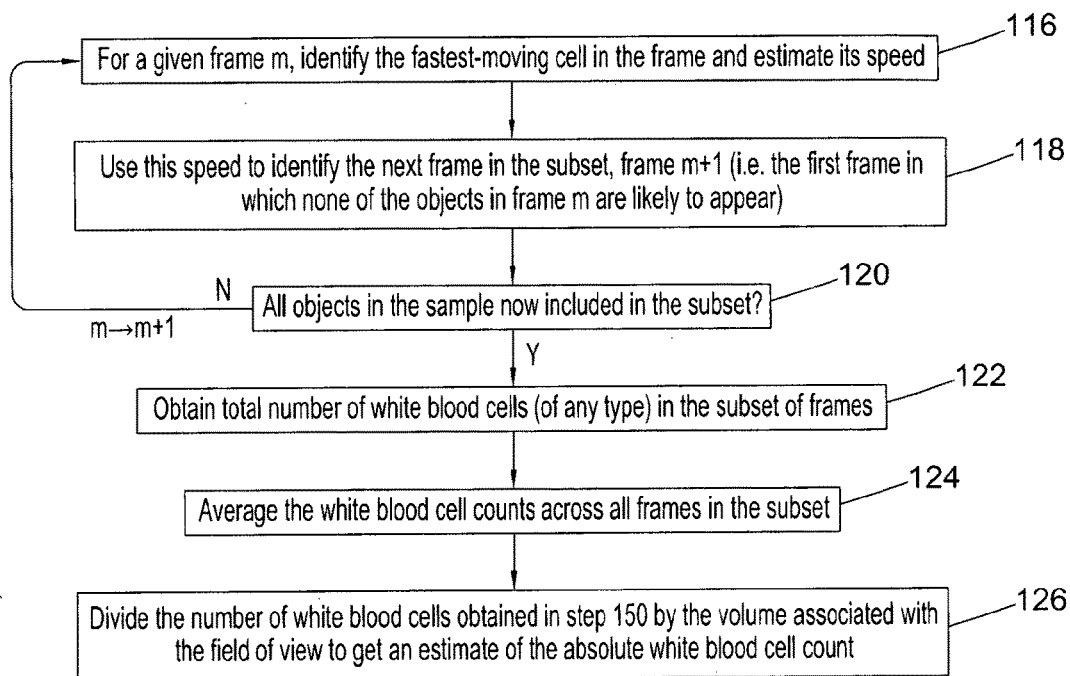 116
For a given frame m, identify the fastest-moving cell in the frame and estimate its speed
118
Use this speed to identify the next frame in the subset, frame m+1 (i.e. the first frame in
which none of the objects in frame m are likely to appear)
120
All objects in the sample now included in the subset?
N
m→m+1
Y
122
Obtain total number of white blood cells (of any type) in the subset of frames
124
Average the white blood cell counts across all frames in the subset
126
Divide the number of white blood cells obtained in step 150 by the volume associated with
the field of view to get an estimate of the absolute white blood cell count